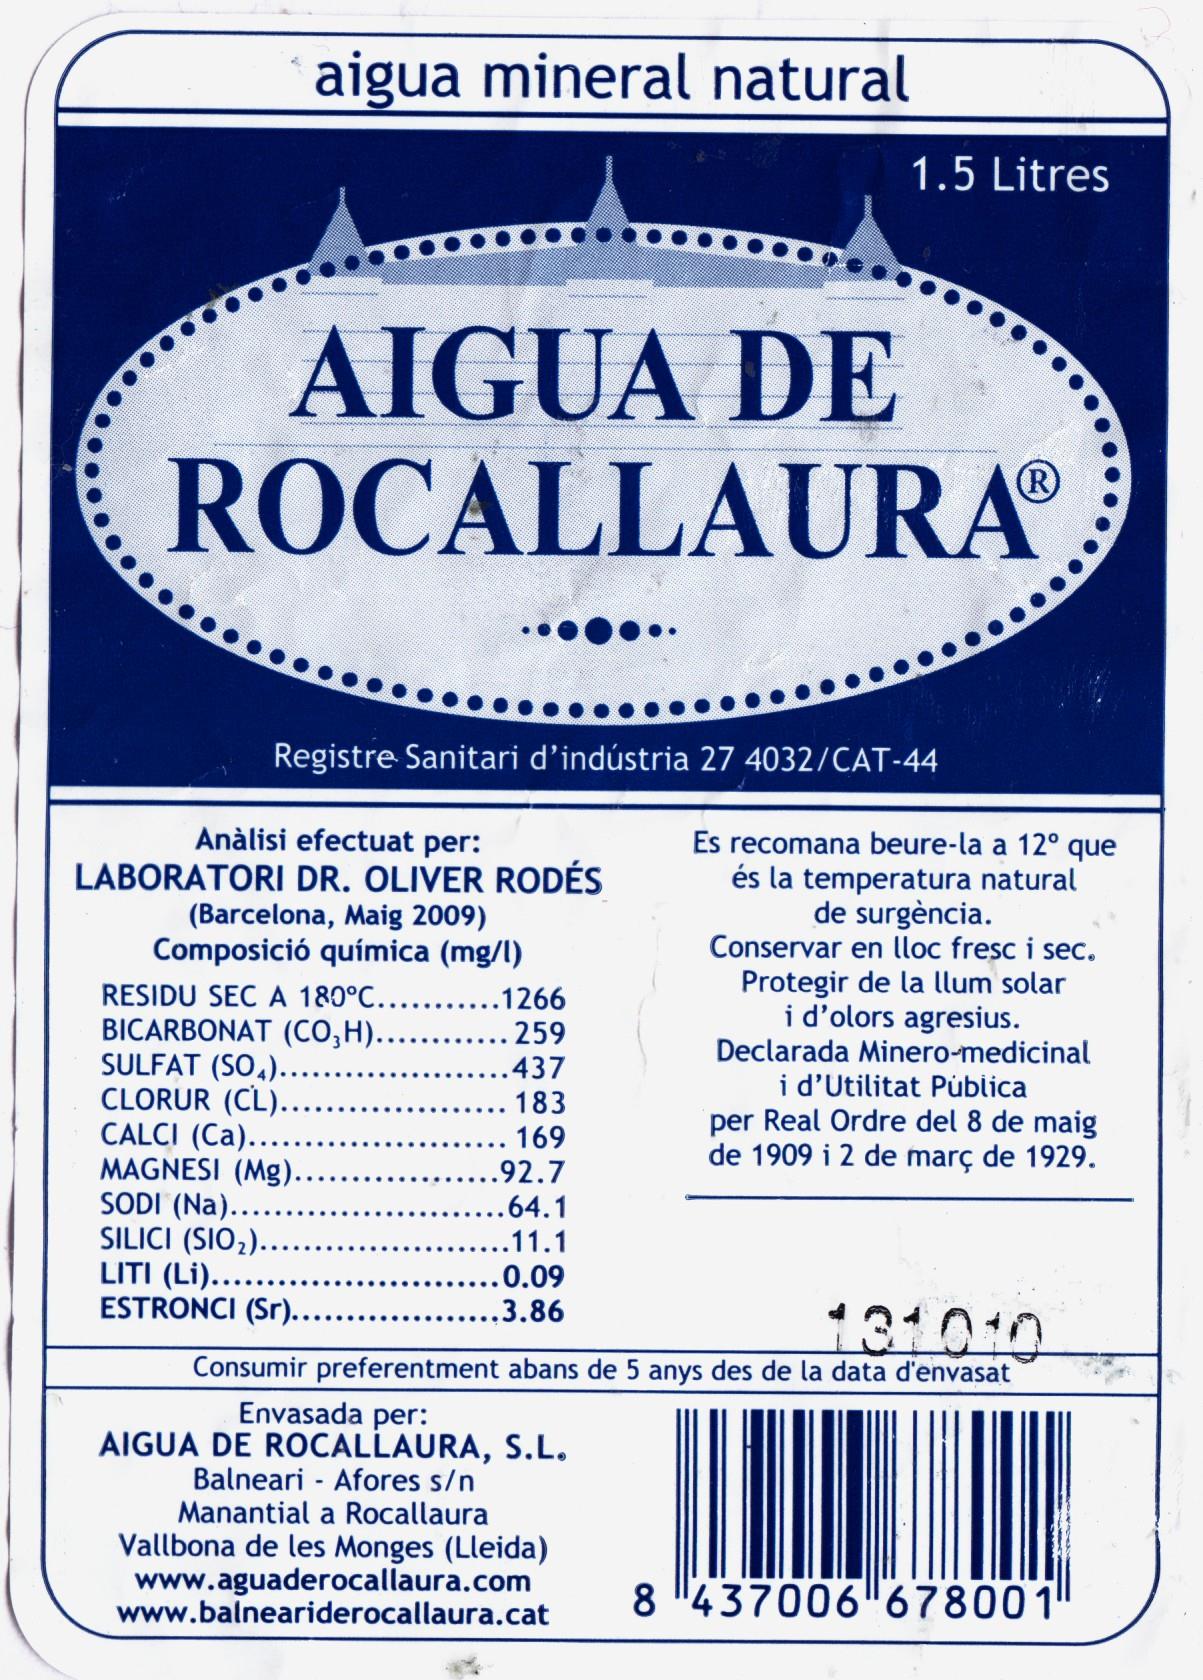 aigua mineral natural
1.5 Litres
AIGUA DE
ROCALLAURA®
Registre Sanitari d'indústria 27 4032/CAT-44
Anàlisi efectuat per:
LABORATORI DR. OLIVER RODÉS
(Barcelona, Maig 2009)
Composició química (mg/l)
RESIDU SEC A 180ºC...........1266
BICARBONAT (CO₃H)............259
SULFAT (SO₄)......................437
CLORUR (CL)......................183
CALCI (Ca).........................169
MAGNESI (Mg)...................92.7
SODI (Na)..........................64.1
SILICI (SIO₂)........................11.1
LITI (Li)............................0.09
ESTRONCI (Sr)....................3.86
Es recomana beure-la a 12º que
és la temperatura natural
de surgència.
Conservar en lloc fresc i sec.
Protegir de la llum solar
i d'olors agresius.
Declarada Minero-medicinal
i d'Utilitat Pública
per Real Ordre del 8 de maig
de 1909 i 2 de març de 1929.
131010
Consumir preferentment abans de 5 anys des de la data d'envasat
Envasada per:
AIGUA DE ROCALLAURA, S.L.
Balneari - Afores s/n
Manantial a Rocallaura
Vallbona de les Monges (Lleida)
www.aguaderocallaura.com
www.balnearideroca​llaura.cat
8 437006 678001